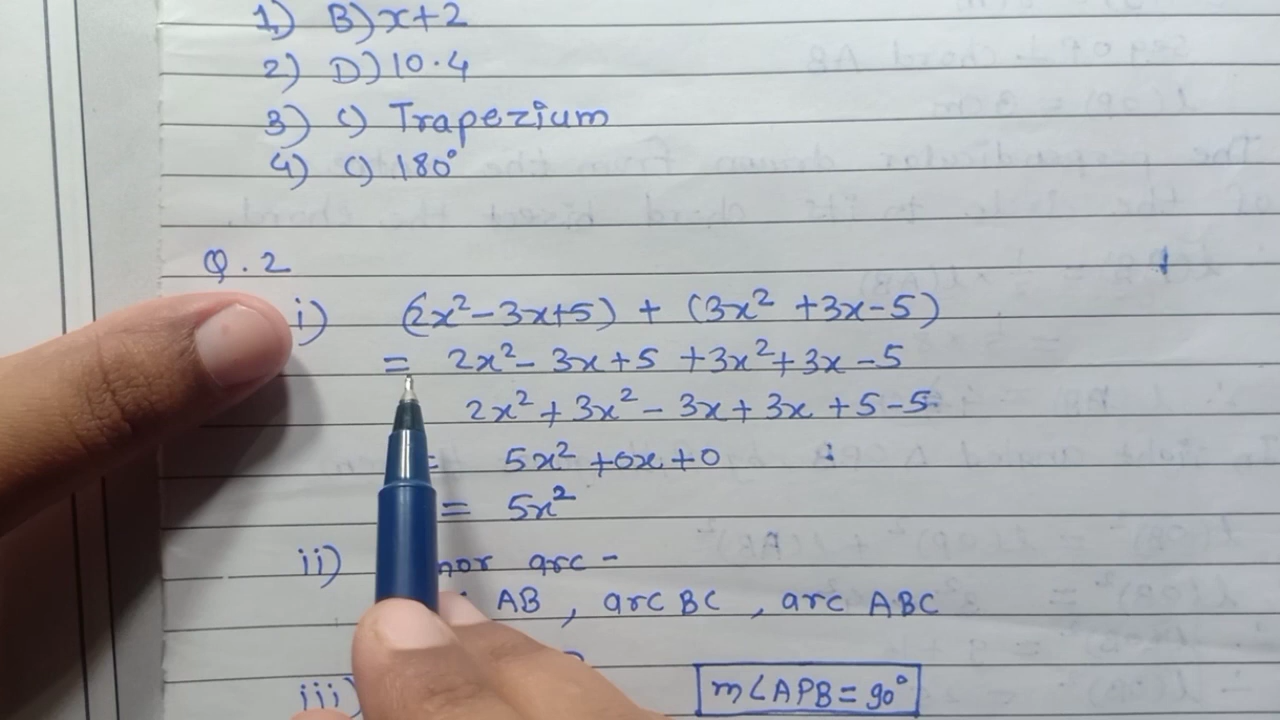 1) B) x+2
2) D) 10.4
3) C) Trapezium
4) C) 180°
Q.2
i) (2x²-3x+5) + (3x² +3x-5)
= 2x²- 3x+5 +3x²+3x-5
2x²+3x²-3x+3x+5-5
= 5x² +0x+0
= 5x²
ii) arc -
AB, arc BC, arc ABC
iii) m∠APB=90°